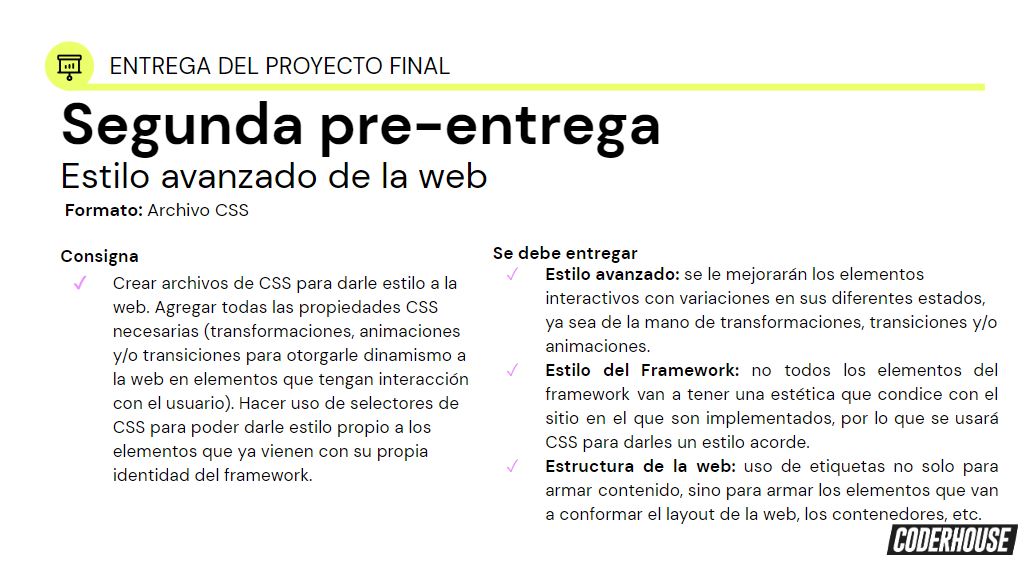 ENTREGA DEL PROYECTO FINAL
Segunda pre-entrega
Estilo avanzado de la web
Formato: Archivo CSS
Consigna
✓ Crear archivos de CSS para darle estilo a la
web. Agregar todas las propiedades CSS
necesarias (transformaciones, animaciones
y/o transiciones para otorgarle dinamismo a
la web en elementos que tengan interacción
con el usuario). Hacer uso de selectores de
CSS para poder darle estilo propio a los
elementos que ya vienen con su propia
identidad del framework.
Se debe entregar
✓ Estilo avanzado: se le mejorarán los elementos
interactivos con variaciones en sus diferentes estados,
ya sea de la mano de transformaciones, transiciones y/o
animaciones.
✓ Estilo del Framework: no todos los elementos del
framework van a tener una estética que condice con el
sitio en el que son implementados, por lo que se usará
CSS para darles un estilo acorde.
✓ Estructura de la web: uso de etiquetas no solo para
armar contenido, sino para armar los elementos que van
a conformar el layout de la web, los contenedores, etc.
CODERHOUSE